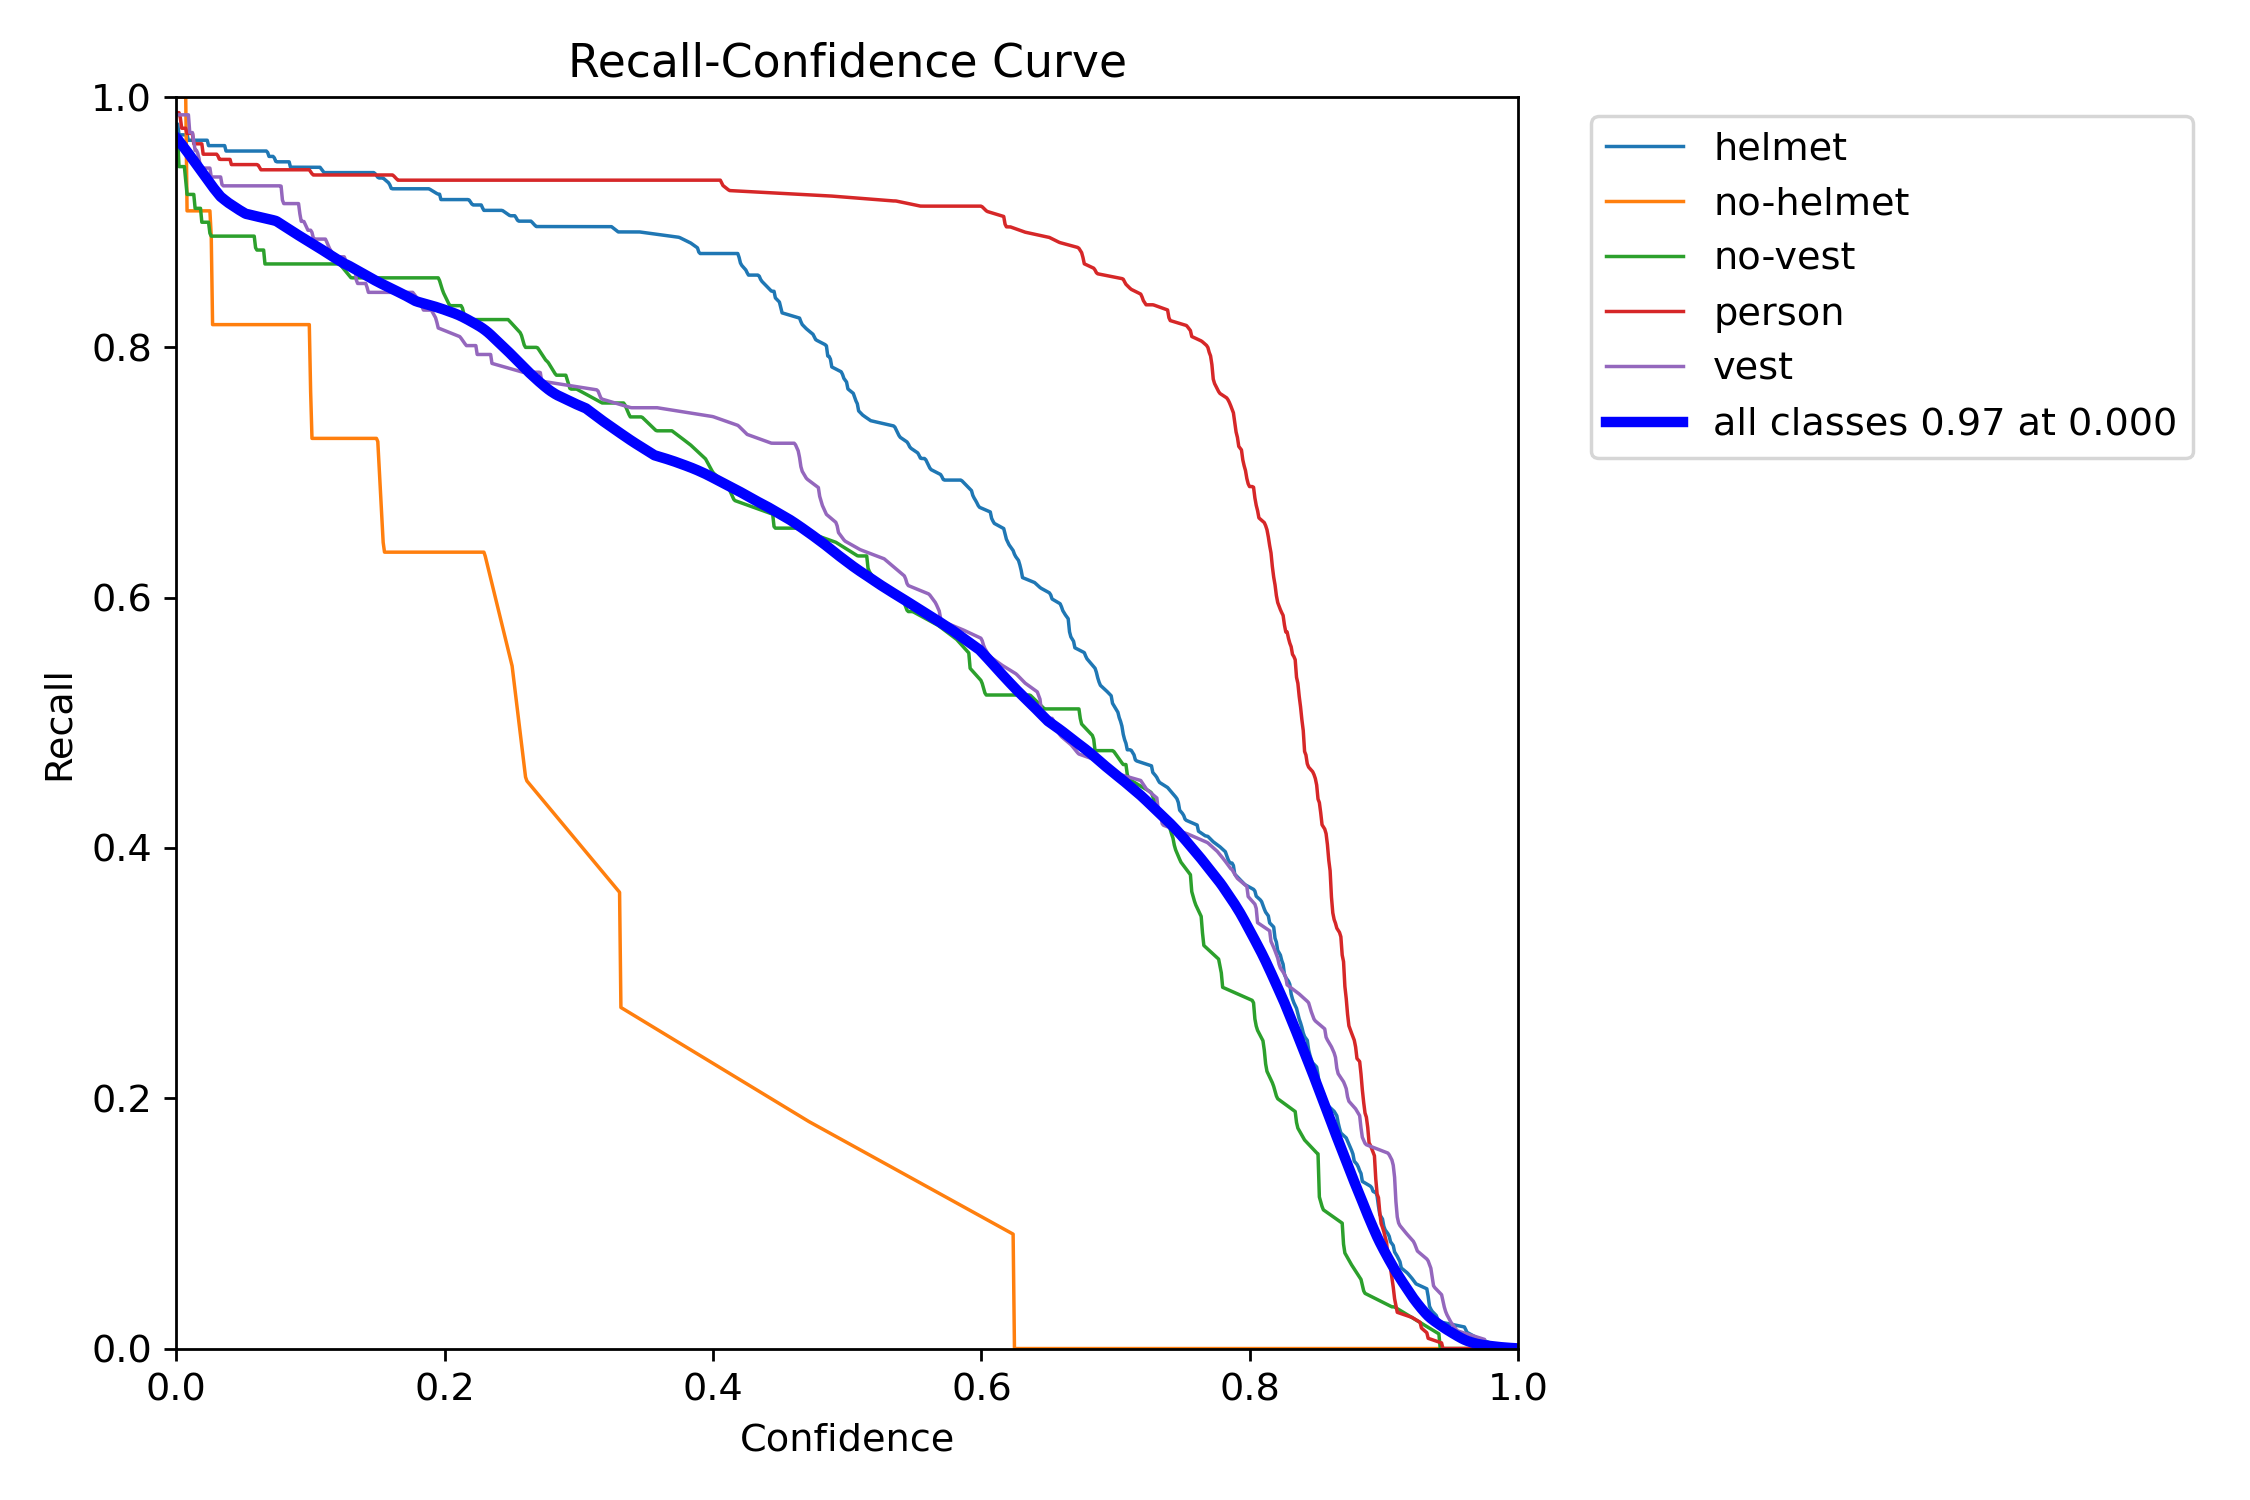 Recall-Confidence Curve
1.0
0.8
0.6
0.4
0.2
0.0
Recall
0.0 0.2 0.4 0.6 0.8 1.0
Confidence
helmet
no-helmet
no-vest
person
vest
all classes 0.97 at 0.000